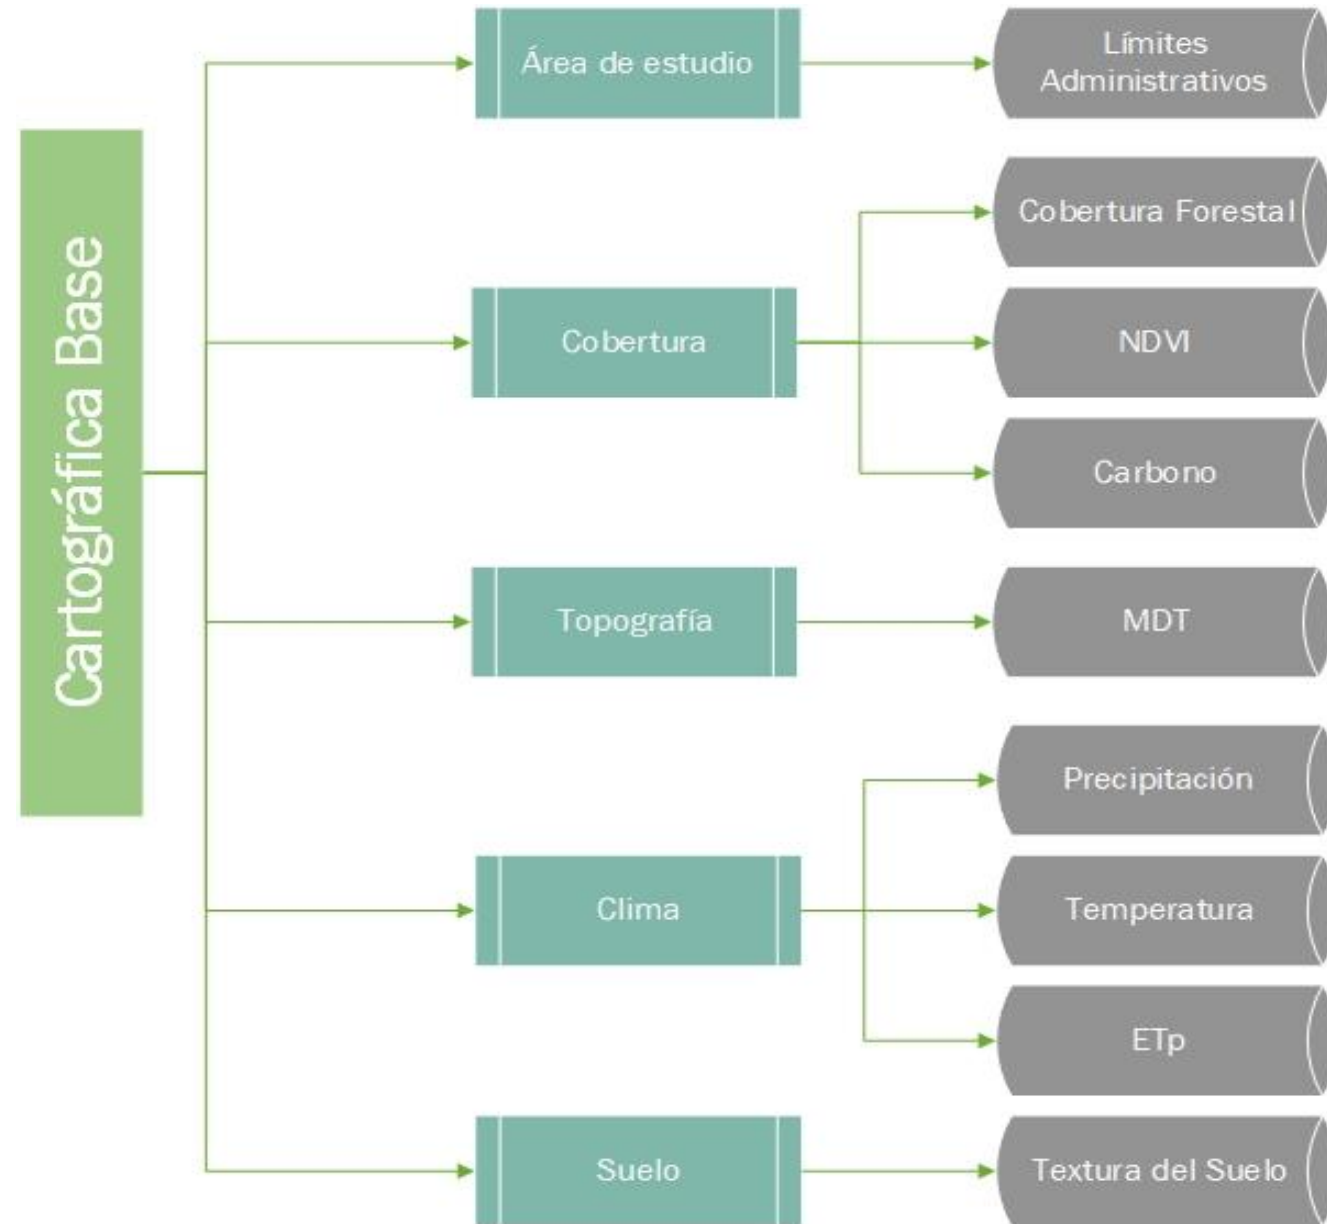 Cartográfica Base
Área de estudio
Límites
Administrativos
Cobertura
Cobertura Forestal
NDVI
Carbono
Topografía
MDT
Clima
Precipitación
Temperatura
ETp
Suelo
Textura del Suelo